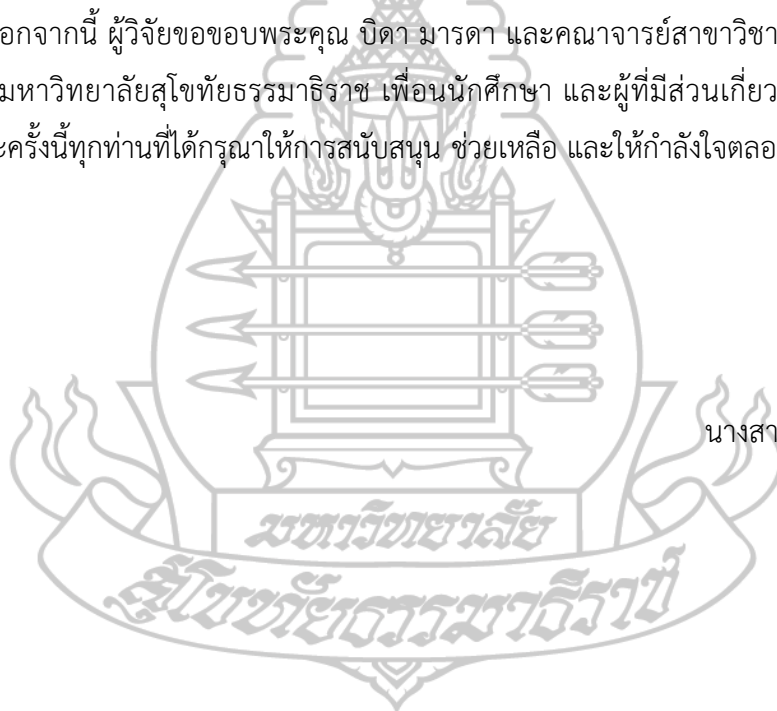 อกจากนี้ ผู้วิจัยขอขอบพระคุณ บิดา มารดา และคณาจารย์สาขาวิชา
มหาวิทยาลัยสุโขทัยธรรมาธิราช เพื่อนนักศึกษา และผู้ที่มีส่วนเกี่ยว
ะครั้งนี้ทุกท่านที่ได้กรุณาให้การสนับสนุน ช่วยเหลือ และให้กำลังใจตลอ
นางสา
มหาวิทยาลัย
สุโขทัยธรรมาธิราช